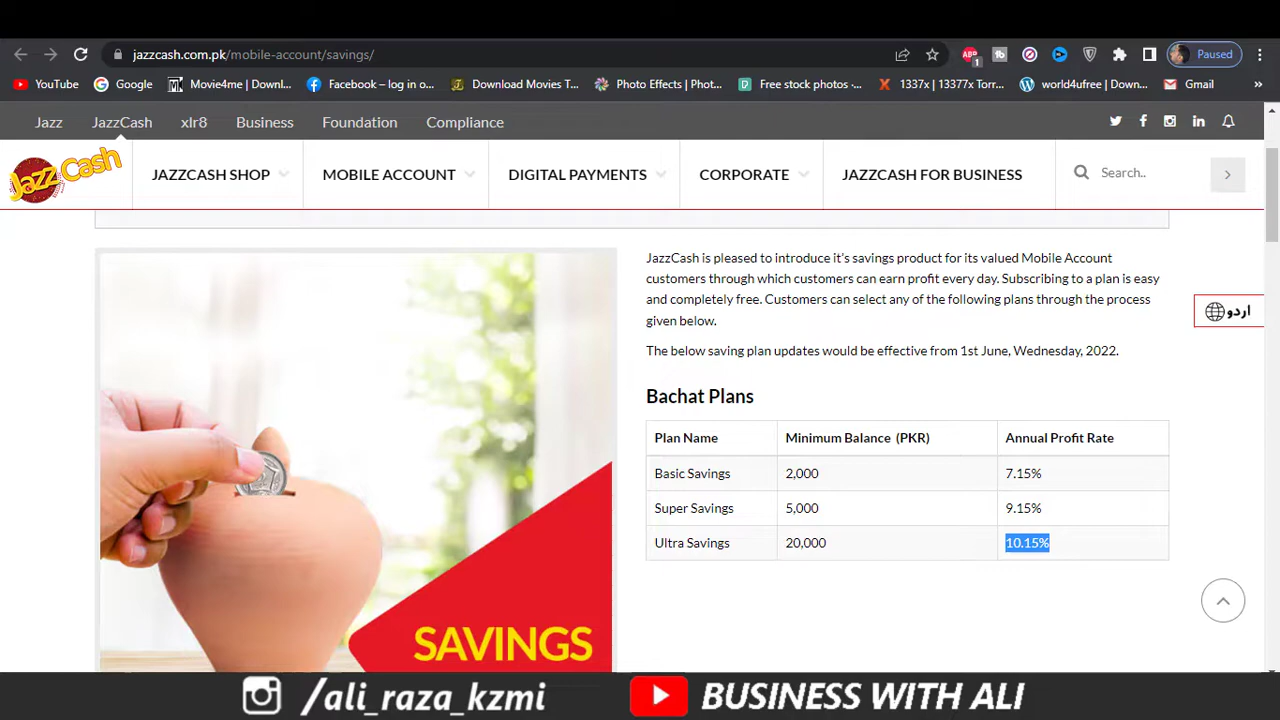 jazzcash.com.pk/mobile-account/savings/
ABP
1
Paused
YouTube
Google
Movie4me | Downl...
Facebook – log in o...
Download Movies T...
Photo Effects | Phot...
Free stock photos ·...
1337x | 13377x Torr...
world4ufree | Down...
Gmail
»
Jazz
JazzCash
xlr8
Business
Foundation
Compliance
Jazz Cash
JAZZCASH SHOP
MOBILE ACCOUNT
DIGITAL PAYMENTS
CORPORATE
JAZZCASH FOR BUSINESS
Search..
JazzCash is pleased to introduce it's savings product for its valued Mobile Account
customers through which customers can earn profit every day. Subscribing to a plan is easy
and completely free. Customers can select any of the following plans through the process
given below.
اردو
The below saving plan updates would be effective from 1st June, Wednesday, 2022.
Bachat Plans
Plan Name Minimum Balance (PKR) Annual Profit Rate
Basic Savings 2,000 7.15%
Super Savings 5,000 9.15%
Ultra Savings 20,000 10.15%
SAVINGS
/ali_raza_kzmi
BUSINESS WITH ALI